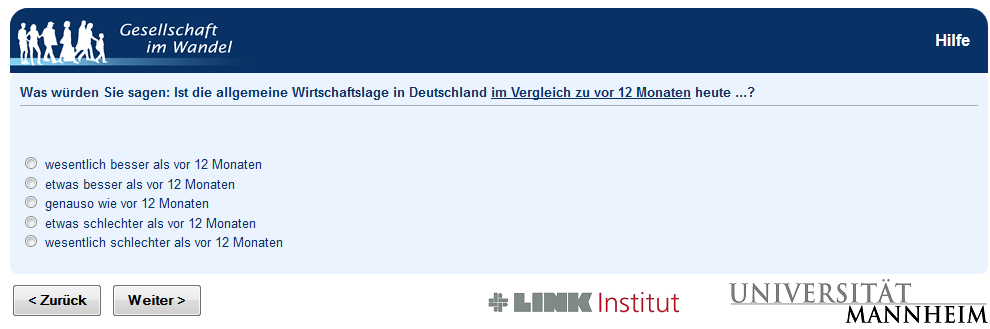 Gesellschaft
im Wandel
Hilfe
Was würden Sie sagen: Ist die allgemeine Wirtschaftslage in Deutschland im Vergleich zu vor 12 Monaten heute ...?
wesentlich besser als vor 12 Monaten
etwas besser als vor 12 Monaten
genauso wie vor 12 Monaten
etwas schlechter als vor 12 Monaten
wesentlich schlechter als vor 12 Monaten
< Zurück
Weiter >
LINK Institut
UNIVERSITÄT
MANNHEIM